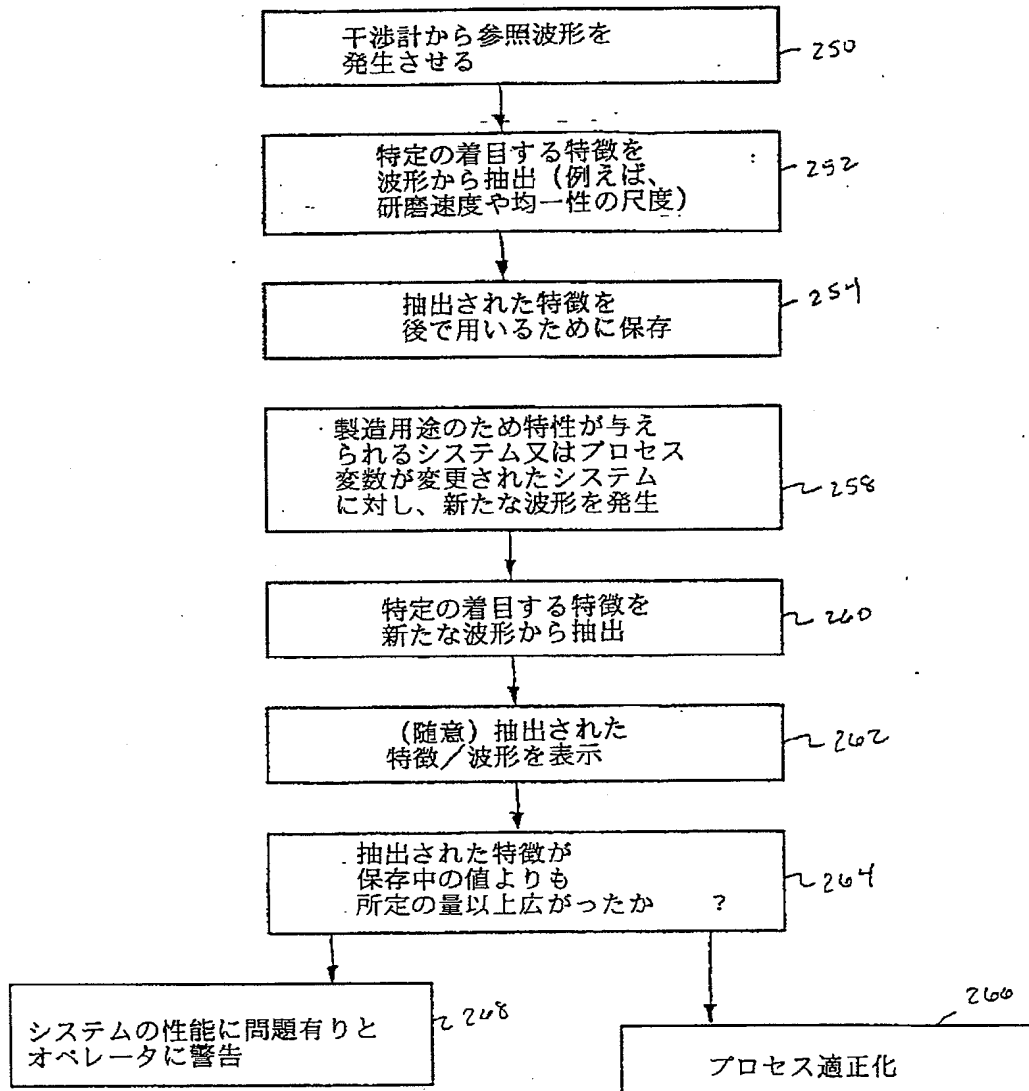 干渉計から参照波形を
発生させる
250
特定の着目する特徴を
波形から抽出（例えば、
研磨速度や均一性の尺度）
252
抽出された特徴を
後で用いるために保存
254
製造用途のため特性が与え
られるシステム又はプロセス
変数が変更されたシステム
に対し、新たな波形を発生
258
特定の着目する特徴を
新たな波形から抽出
260
（随意）抽出された
特徴／波形を表示
262
抽出された特徴が
保存中の値よりも
所定の量以上広がったか ？
264
システムの性能に問題有りと
オペレータに警告
268
プロセス適正化
266